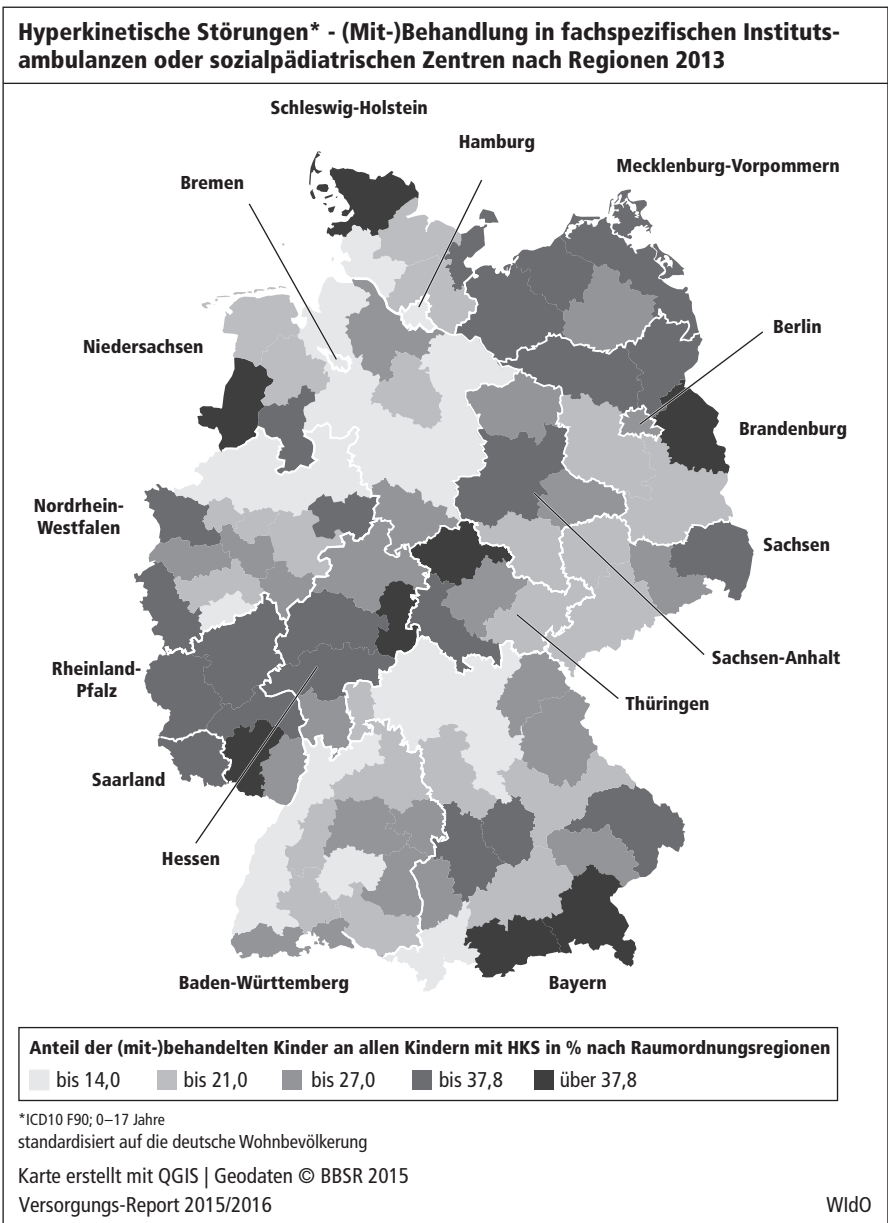 Hyperkinetische Störungen* - (Mit-)Behandlung in fachspezifischen Instituts-
ambulanzen oder sozialpädiatrischen Zentren nach Regionen 2013
Schleswig-Holstein
Hamburg
Mecklenburg-Vorpommern
Bremen
Berlin
Niedersachsen
Brandenburg
Nordrhein-
Westfalen
Sachsen
Sachsen-Anhalt
Rheinland-
Pfalz
Thüringen
Saarland
Hessen
Baden-Württemberg
Bayern
Anteil der (mit-)behandelten Kinder an allen Kindern mit HKS in % nach Raumordnungsregionen
bis 14,0 bis 21,0 bis 27,0 bis 37,8 über 37,8
*ICD10 F90; 0–17 Jahre
standardisiert auf die deutsche Wohnbevölkerung
Karte erstellt mit QGIS | Geodaten © BBSR 2015
Versorgungs-Report 2015/2016 WIdO